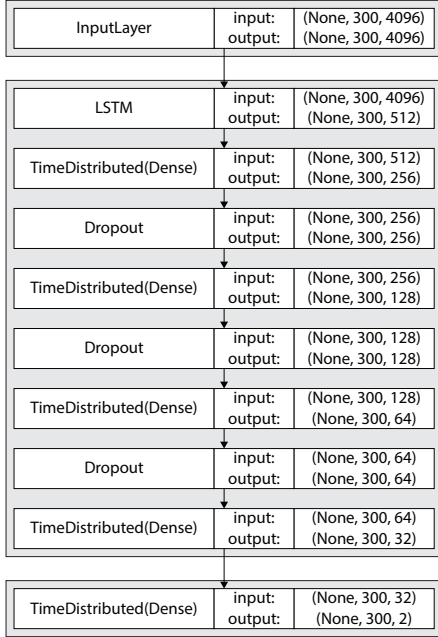 InputLayer
input: (None, 300, 4096)
output: (None, 300, 4096)
LSTM
input: (None, 300, 4096)
output: (None, 300, 512)
TimeDistributed(Dense)
input: (None, 300, 512)
output: (None, 300, 256)
Dropout
input: (None, 300, 256)
output: (None, 300, 256)
TimeDistributed(Dense)
input: (None, 300, 256)
output: (None, 300, 128)
Dropout
input: (None, 300, 128)
output: (None, 300, 128)
TimeDistributed(Dense)
input: (None, 300, 128)
output: (None, 300, 64)
Dropout
input: (None, 300, 64)
output: (None, 300, 64)
TimeDistributed(Dense)
input: (None, 300, 64)
output: (None, 300, 32)
TimeDistributed(Dense)
input: (None, 300, 32)
output: (None, 300, 2)